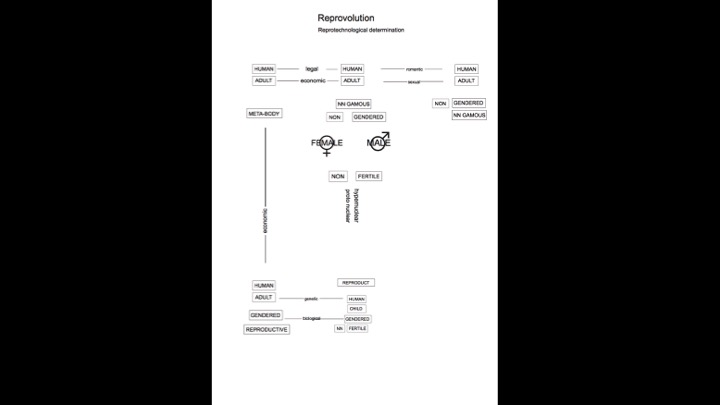 Reprovolution
Reprotechnological determination
HUMAN legal HUMAN romantic HUMAN
ADULT economic ADULT sexual ADULT
NN GAMOUS
NON GENDERED
NON GENDERED
NN GAMOUS
META-BODY
FEMALE MALE
NON FERTILE
hypernuclear
proto nuclear
economic
HUMAN
ADULT
GENDERED
REPRODUCTIVE
genetic
biological
REPRODUCT
HUMAN
CHILD
GENDERED
NN FERTILE